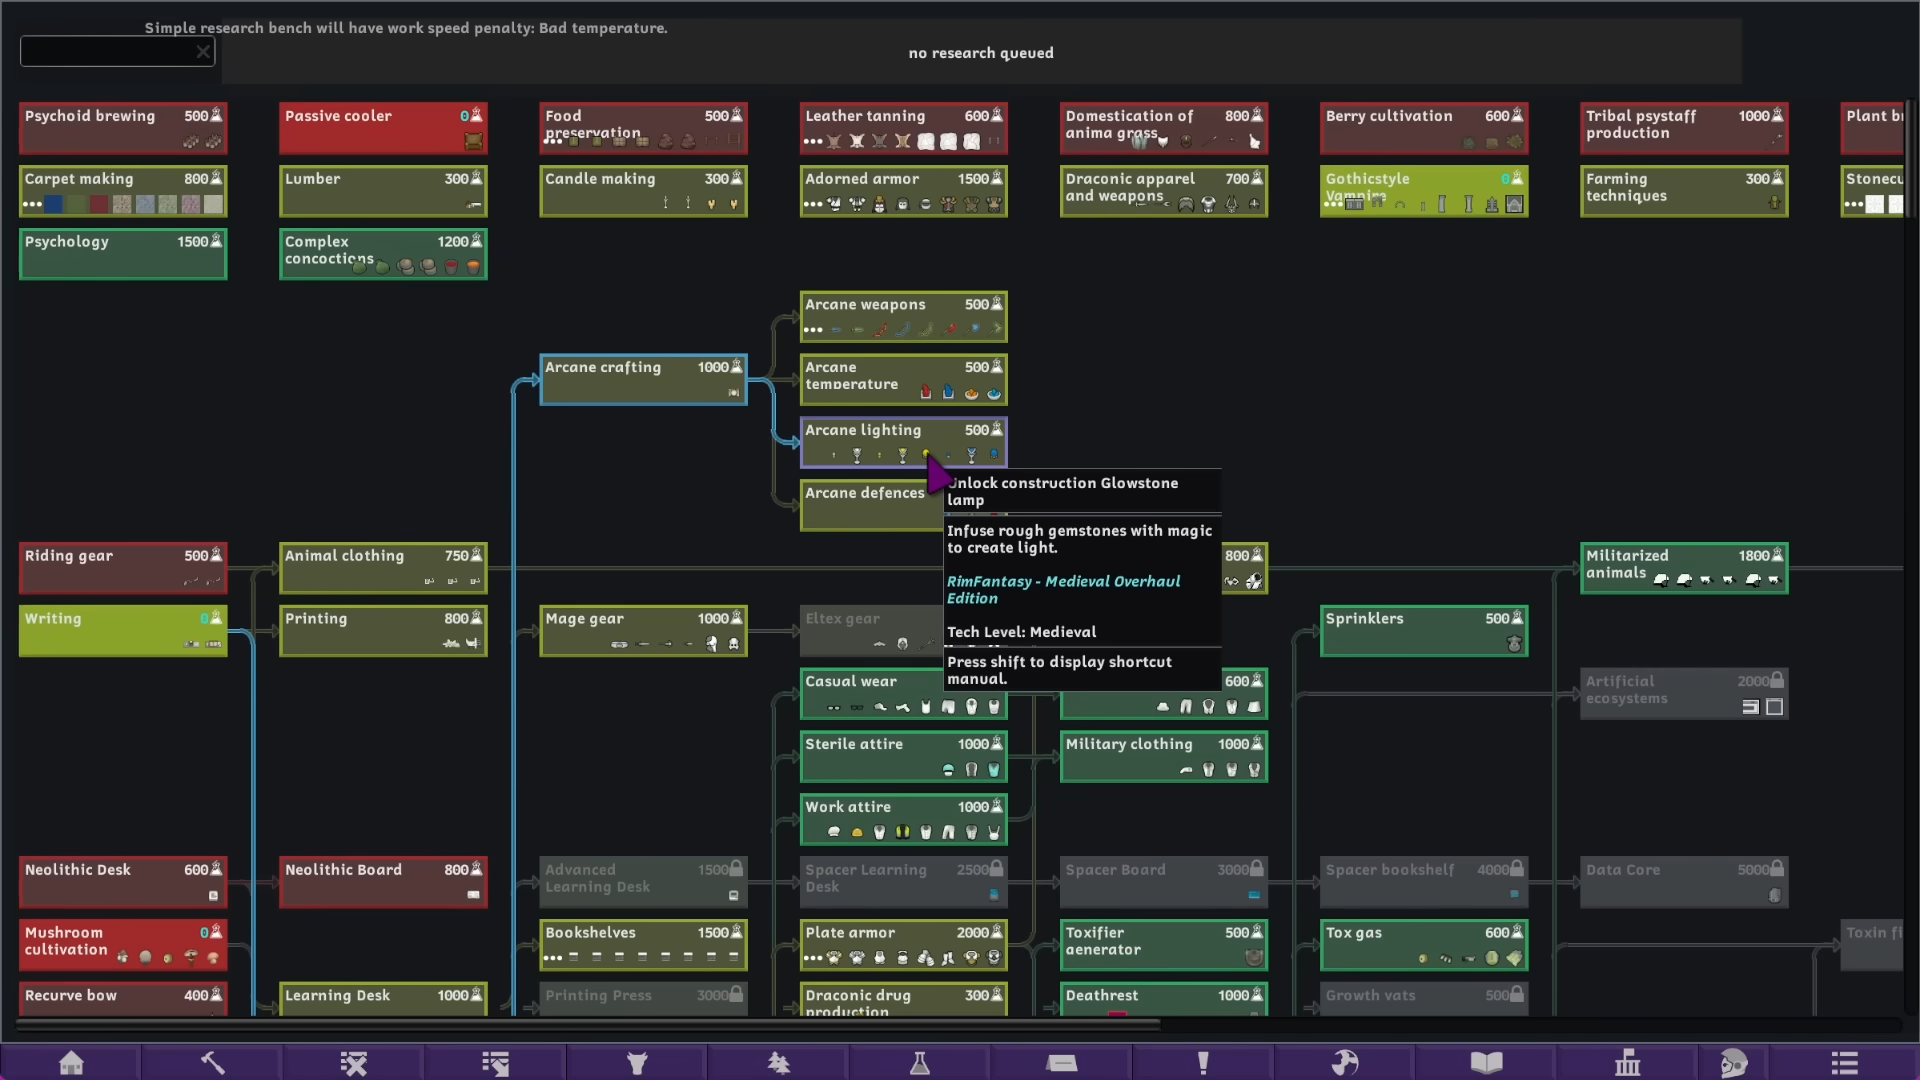 Simple research bench will have work speed penalty: Bad temperature.
no research queued
Psychoid brewing 500
Passive cooler 0
Food preservation 500
Leather tanning 600
Domestication of anima grass 800
Berry cultivation 600
Tribal psystaff production 1000
Plant
Carpet making 800
Lumber 300
Candle making 300
Adorned armor 1500
Draconic apparel and weapons 700
Gothicstyle Vampire 0
Farming techniques 300
Psychology 1500
Complex concoctions 1200
Arcane weapons 500
Arcane crafting 1000
Arcane temperature 500
Arcane lighting 500
Arcane defences
Unlock construction Glowstone
lamp
Infuse rough gemstones with magic
to create light.
RimFantasy - Medieval Overhaul
Edition
Tech Level: Medieval
Press shift to display shortcut
manual.
Riding gear 500
Animal clothing 750
800
Militarized animals 1800
Writing 0
Printing 800
Mage gear 1000
Eltex gear
Sprinklers 500
Casual wear
600
Artificial ecosystems 2000
Sterile attire 1000
Military clothing 1000
Work attire 1000
Neolithic Desk 600
Neolithic Board 800
Advanced Learning Desk 1500
Spacer Learning Desk 2500
Spacer Board 3000
Spacer bookshelf 4000
Data Core 5000
Mushroom cultivation 0
Bookshelves 1500
Plate armor 2000
Toxifier generator 500
Tox gas 600
Toxin
Recurve bow 400
Learning Desk 1000
Printing Press 3000
Draconic drug production 300
Deathrest 1000
Growth vats 500